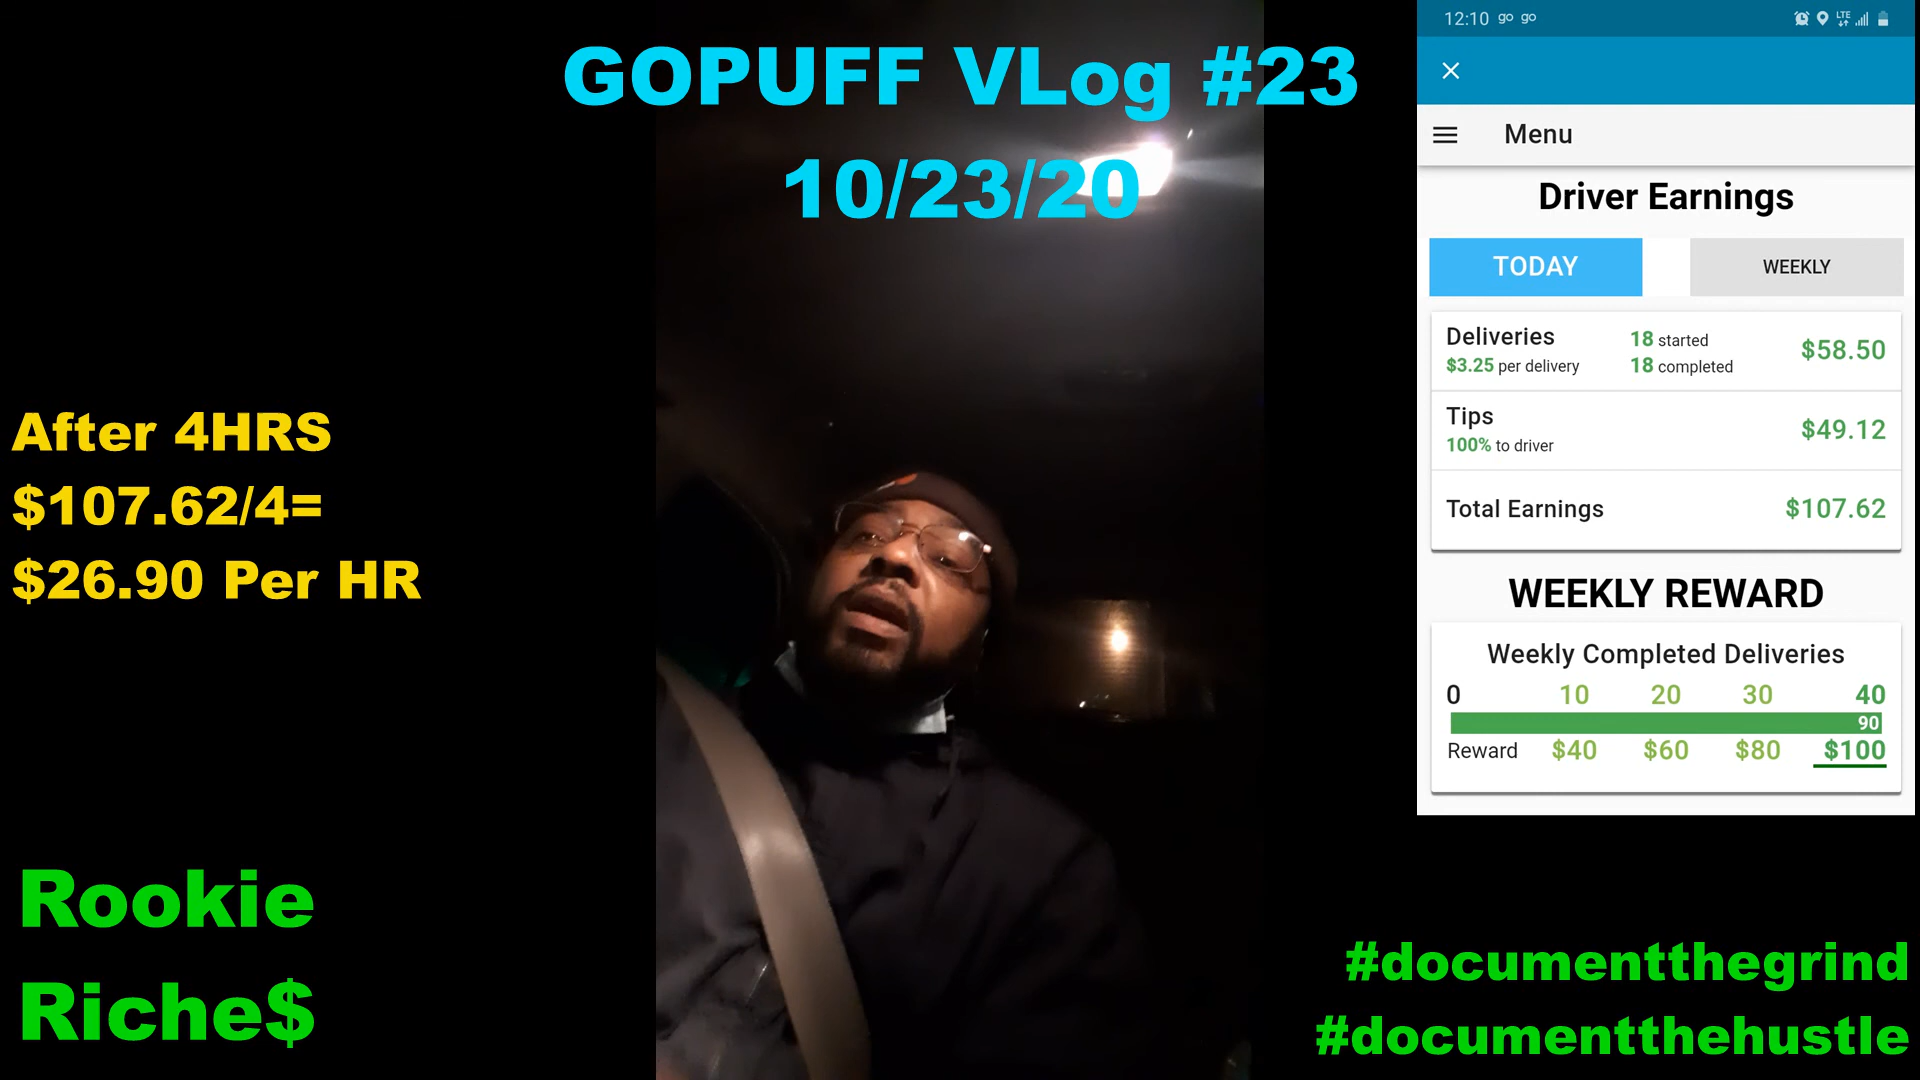 GOPUFF VLog #23
10/23/20
After 4HRS
$107.62/4=
$26.90 Per HR
Rookie
Riche$
12:10 go go LTE
Menu
Driver Earnings
TODAY WEEKLY
Deliveries 18 started $58.50
$3.25 per delivery 18 completed
Tips $49.12
100% to driver
Total Earnings $107.62
WEEKLY REWARD
Weekly Completed Deliveries
0 10 20 30 40
90
Reward $40 $60 $80 $100
#documentthegrind
#documentthehustle